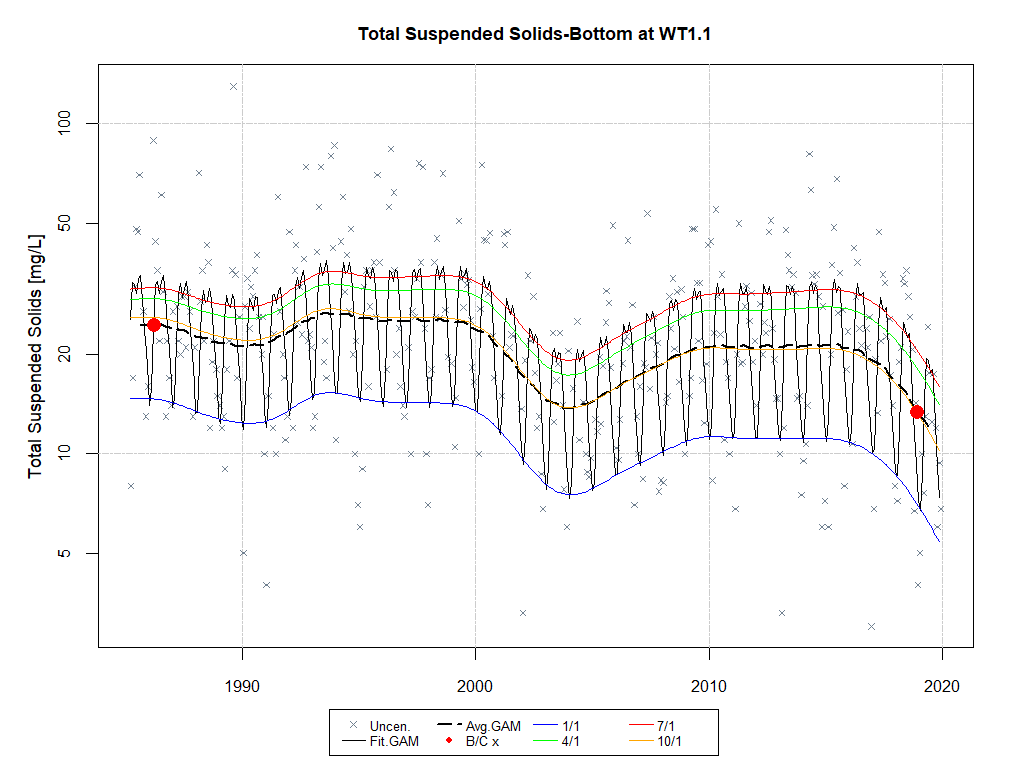 Total Suspended Solids-Bottom at WT1.1
Total Suspended Solids [mg/L]
100
50
20
10
5
1990
2000
2010
2020
Uncen.
Avg.GAM
1/1
7/1
Fit.GAM
B/C x
4/1
10/1